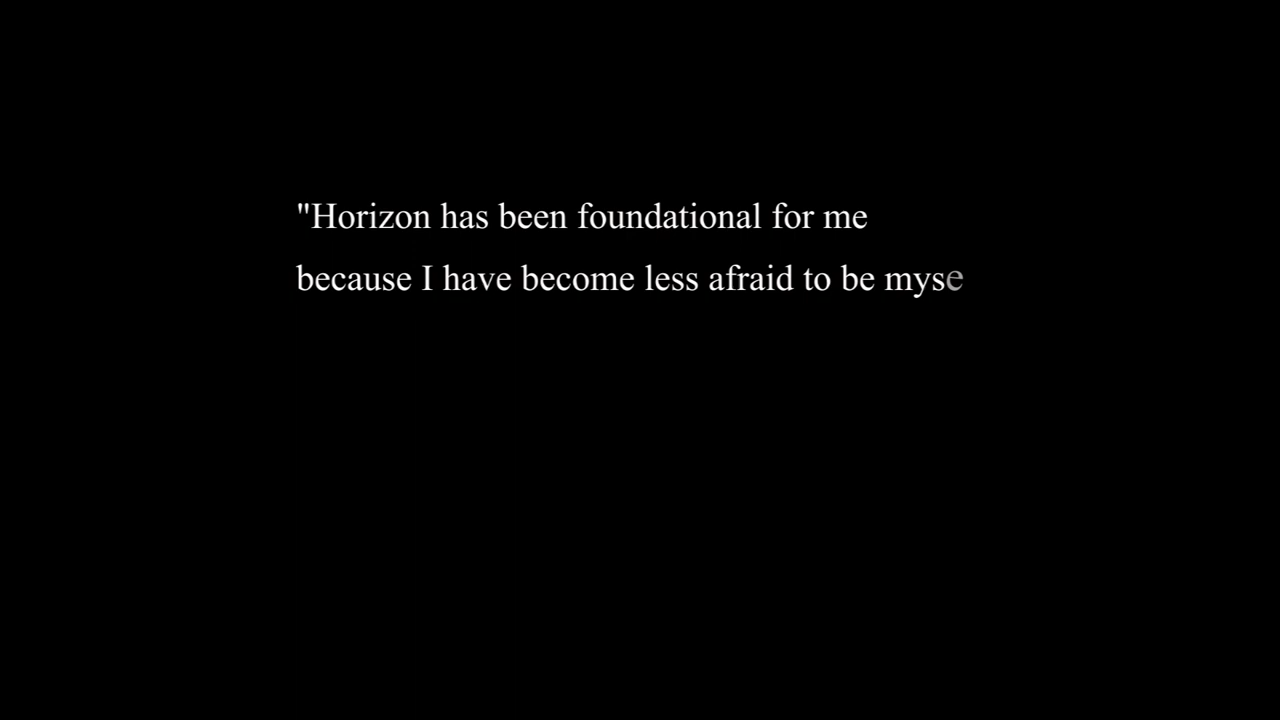 "Horizon has been foundational for me
because I have become less afraid to be myse